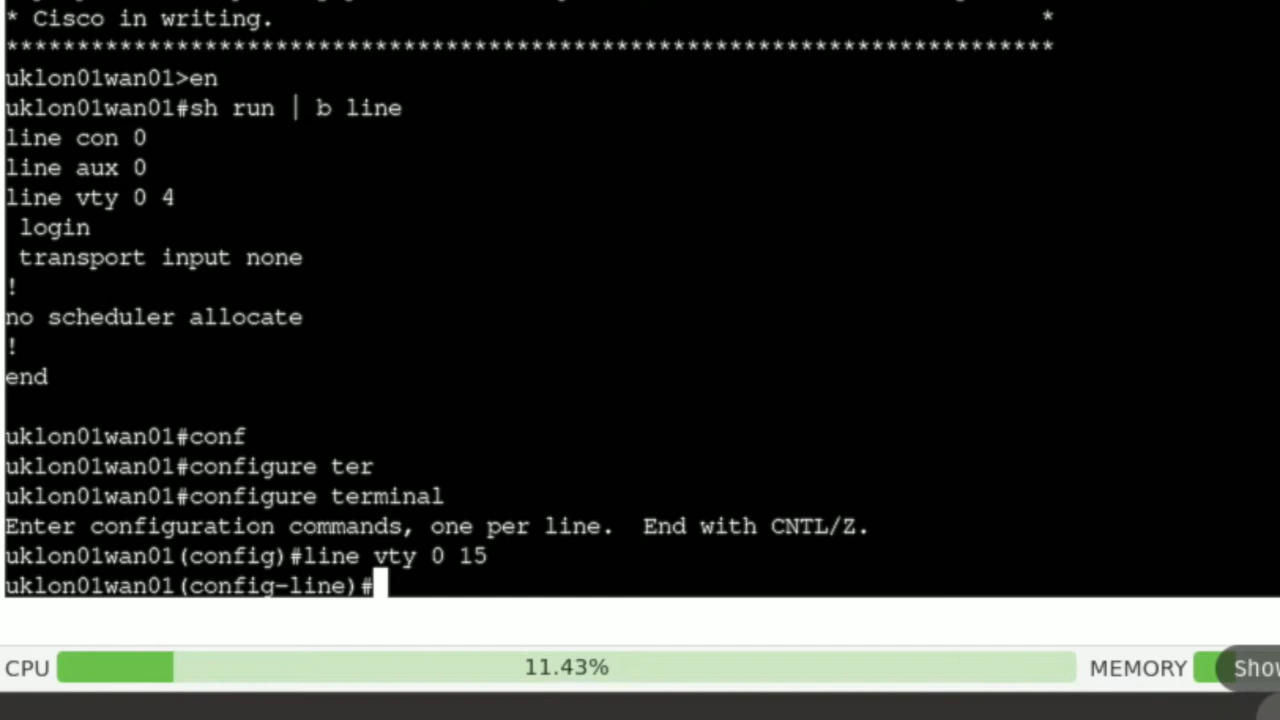 * Cisco in writing. *
**************************************************************************
uklon01wan01>en
uklon01wan01#sh run | b line
line con 0
line aux 0
line vty 0 4
login
transport input none
!
no scheduler allocate
!
end
uklon01wan01#conf
uklon01wan01#configure ter
uklon01wan01#configure terminal
Enter configuration commands, one per line. End with CNTL/Z.
uklon01wan01(config)#line vty 0 15
uklon01wan01(config-line)#
CPU 11.43% MEMORY